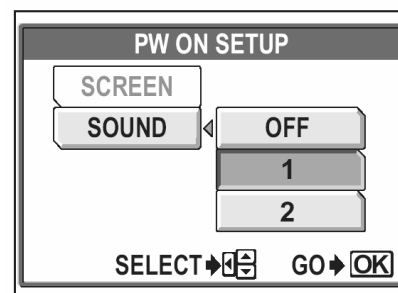 PW ON SETUP
SCREEN
SOUND OFF
1
2
SELECT GO OK